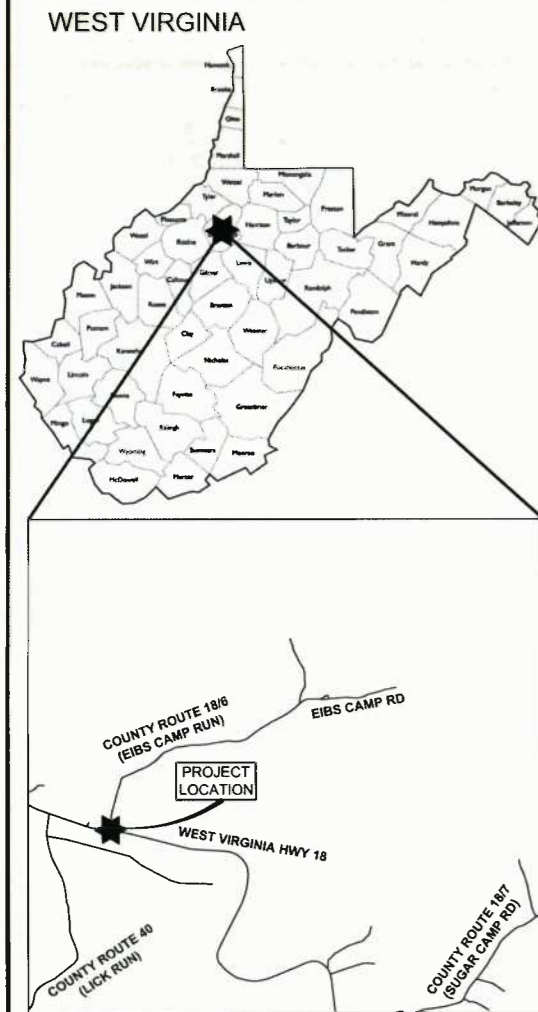 WEST VIRGINIA
Hancock
Brooke
Ohio
Marshall
Wetzel
Monongalia
Marion
Tyler
Preston
Morgan
Berkeley
Jefferson
Mineral
Hampshire
Taylor
Harrison
Wood
Ritchie
Barbour
Tucker
Grant
Hardy
Wirt
Lewis
Gilmer
Upshur
Randolph
Jackson
Mason
Roane
Braxton
Pendleton
Putnam
Clay
Webster
Cabell
Kanawha
Nicholas
Pocahontas
Wayne
Lincoln
Fayette
Greenbrier
Mingo
Raleigh
Wyoming
Summers
Monroe
McDowell
Mercer
COUNTY ROUTE 18/6
(EIBS CAMP RUN)
EIBS CAMP RD
PROJECT
LOCATION
WEST VIRGINIA HWY 18
COUNTY ROUTE 40
(LICK RUN)
COUNTY ROUTE 18/7
(SUGAR CAMP RD)